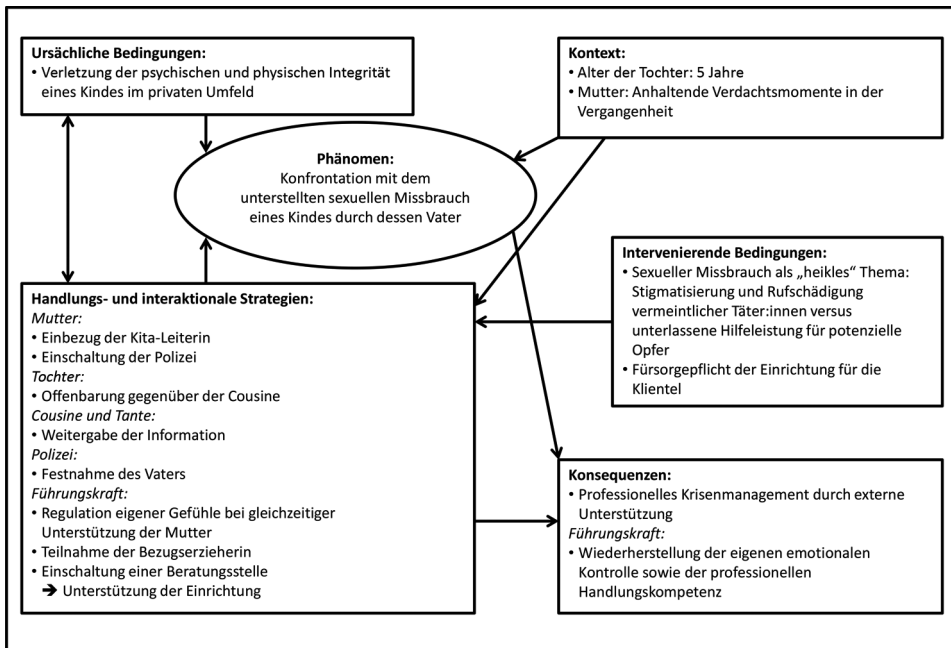 Ursächliche Bedingungen:
• Verletzung der psychischen und physischen Integrität
eines Kindes im privaten Umfeld
Kontext:
• Alter der Tochter: 5 Jahre
• Mutter: Anhaltende Verdachtsmomente in der
Vergangenheit
Phänomen:
Konfrontation mit dem
unterstellten sexuellen Missbrauch
eines Kindes durch dessen Vater
Intervenierende Bedingungen:
• Sexueller Missbrauch als „heikles“ Thema:
Stigmatisierung und Rufschädigung
vermeintlicher Täter:innen versus
unterlassene Hilfeleistung für potenzielle
Opfer
• Fürsorgepflicht der Einrichtung für die
Klientel
Handlungs- und interaktionale Strategien:
Mutter:
• Einbezug der Kita-Leiterin
• Einschaltung der Polizei
Tochter:
• Offenbarung gegenüber der Cousine
Cousine und Tante:
• Weitergabe der Information
Polizei:
• Festnahme des Vaters
Führungskraft:
• Regulation eigener Gefühle bei gleichzeitiger
Unterstützung der Mutter
• Teilnahme der Bezugserzieherin
• Einschaltung einer Beratungsstelle
➔ Unterstützung der Einrichtung
Konsequenzen:
• Professionelles Krisenmanagement durch externe
Unterstützung
Führungskraft:
• Wiederherstellung der eigenen emotionalen
Kontrolle sowie der professionellen
Handlungskompetenz